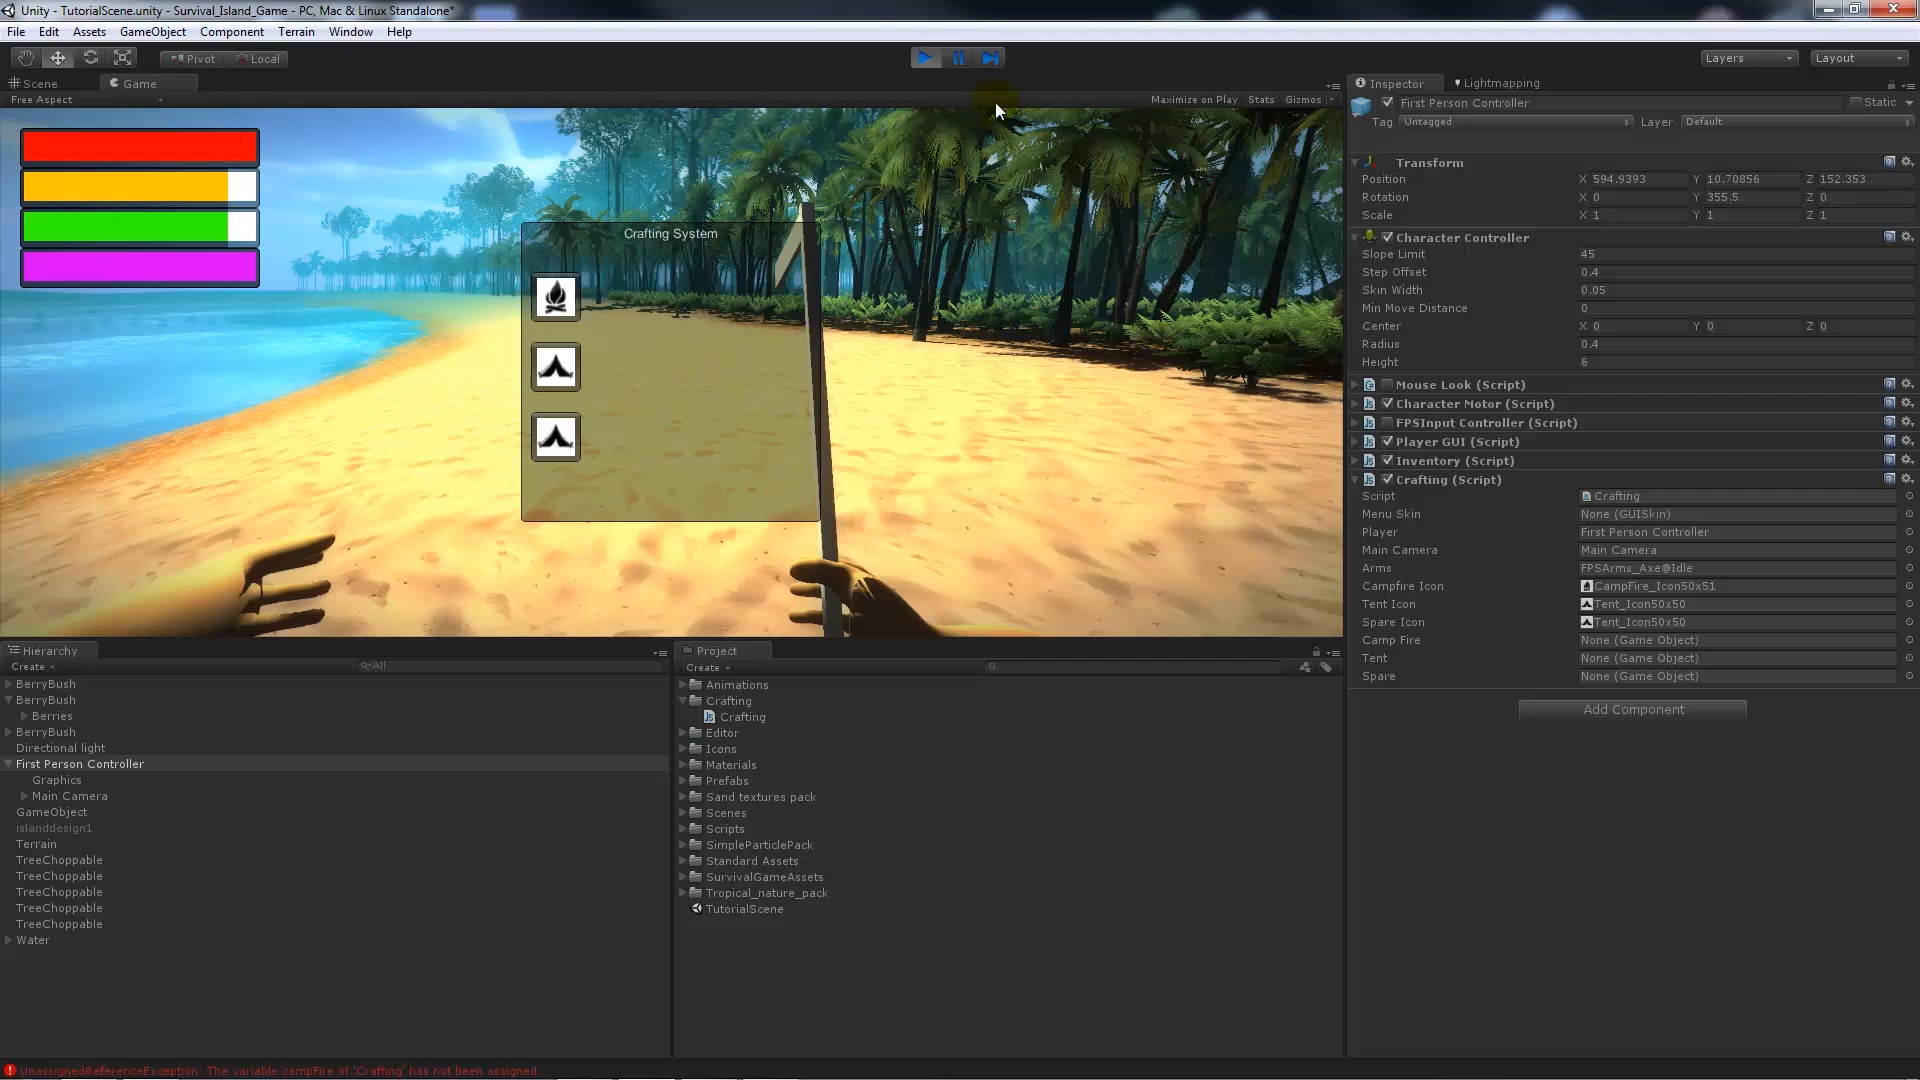 Unity - TutorialScene.unity - Survival_Island_Game - PC, Mac & Linux Standalone*
File Edit Assets GameObject Component Terrain Window Help
Pivot Local Layers Layout
Scene Game
Free Aspect Maximize on Play Stats Gizmos
Crafting System
Inspector Lightmapping
First Person Controller Static
Tag Untagged Layer Default
Transform
Position X 594.9393 Y 10.70856 Z 152.353
Rotation X 0 Y 355.5 Z 0
Scale X 1 Y 1 Z 1
Character Controller
Slope Limit 45
Step Offset 0.4
Skin Width 0.05
Min Move Distance 0
Center X 0 Y 0 Z 0
Radius 0.4
Height 6
Mouse Look (Script)
Character Motor (Script)
FPSInput Controller (Script)
Player GUI (Script)
Inventory (Script)
Crafting (Script)
Script Crafting
Menu Skin None (GUISkin)
Player First Person Controller
Main Camera Main Camera
Arms FPSArms_Axe@Idle
Campfire Icon CampFire_Icon50x51
Tent Icon Tent_Icon50x50
Spare Icon Tent_Icon50x50
Camp Fire None (Game Object)
Tent None (Game Object)
Spare None (Game Object)
Add Component
Hierarchy
Create All
BerryBush
BerryBush
Berries
BerryBush
Directional light
First Person Controller
Graphics
Main Camera
GameObject
islanddesign1
Terrain
TreeChoppable
TreeChoppable
TreeChoppable
TreeChoppable
TreeChoppable
Water
Project
Create
Animations
Crafting
Crafting
Editor
Icons
Materials
Prefabs
Sand textures pack
Scenes
Scripts
SimpleParticlePack
Standard Assets
SurvivalGameAssets
Tropical_nature_pack
TutorialScene
UnassignedReferenceException: The variable campFire of 'Crafting' has not been assigned.